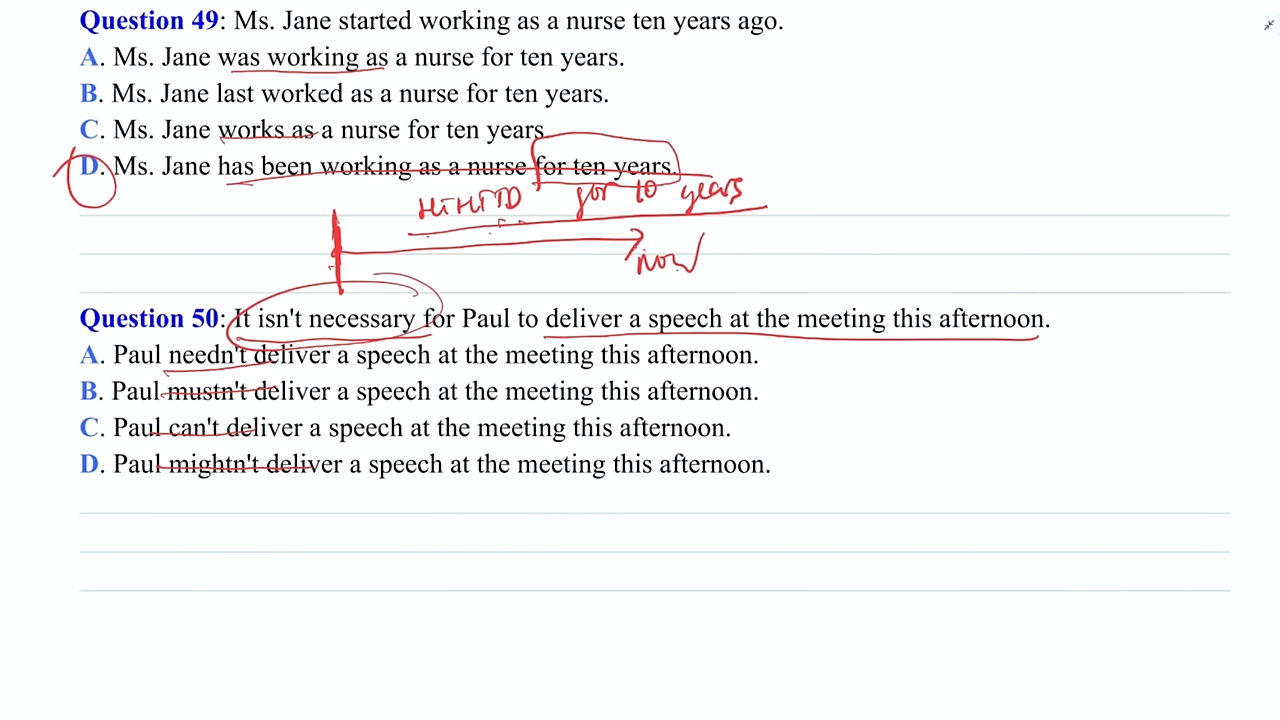 Question 49: Ms. Jane started working as a nurse ten years ago.
A. Ms. Jane was working as a nurse for ten years.
B. Ms. Jane last worked as a nurse for ten years.
C. Ms. Jane works as a nurse for ten years.
D. Ms. Jane has been working as a nurse for ten years.
HTHTTD for 10 years
now
Question 50: It isn't necessary for Paul to deliver a speech at the meeting this afternoon.
A. Paul needn't deliver a speech at the meeting this afternoon.
B. Paul mustn't deliver a speech at the meeting this afternoon.
C. Paul can't deliver a speech at the meeting this afternoon.
D. Paul mightn't deliver a speech at the meeting this afternoon.